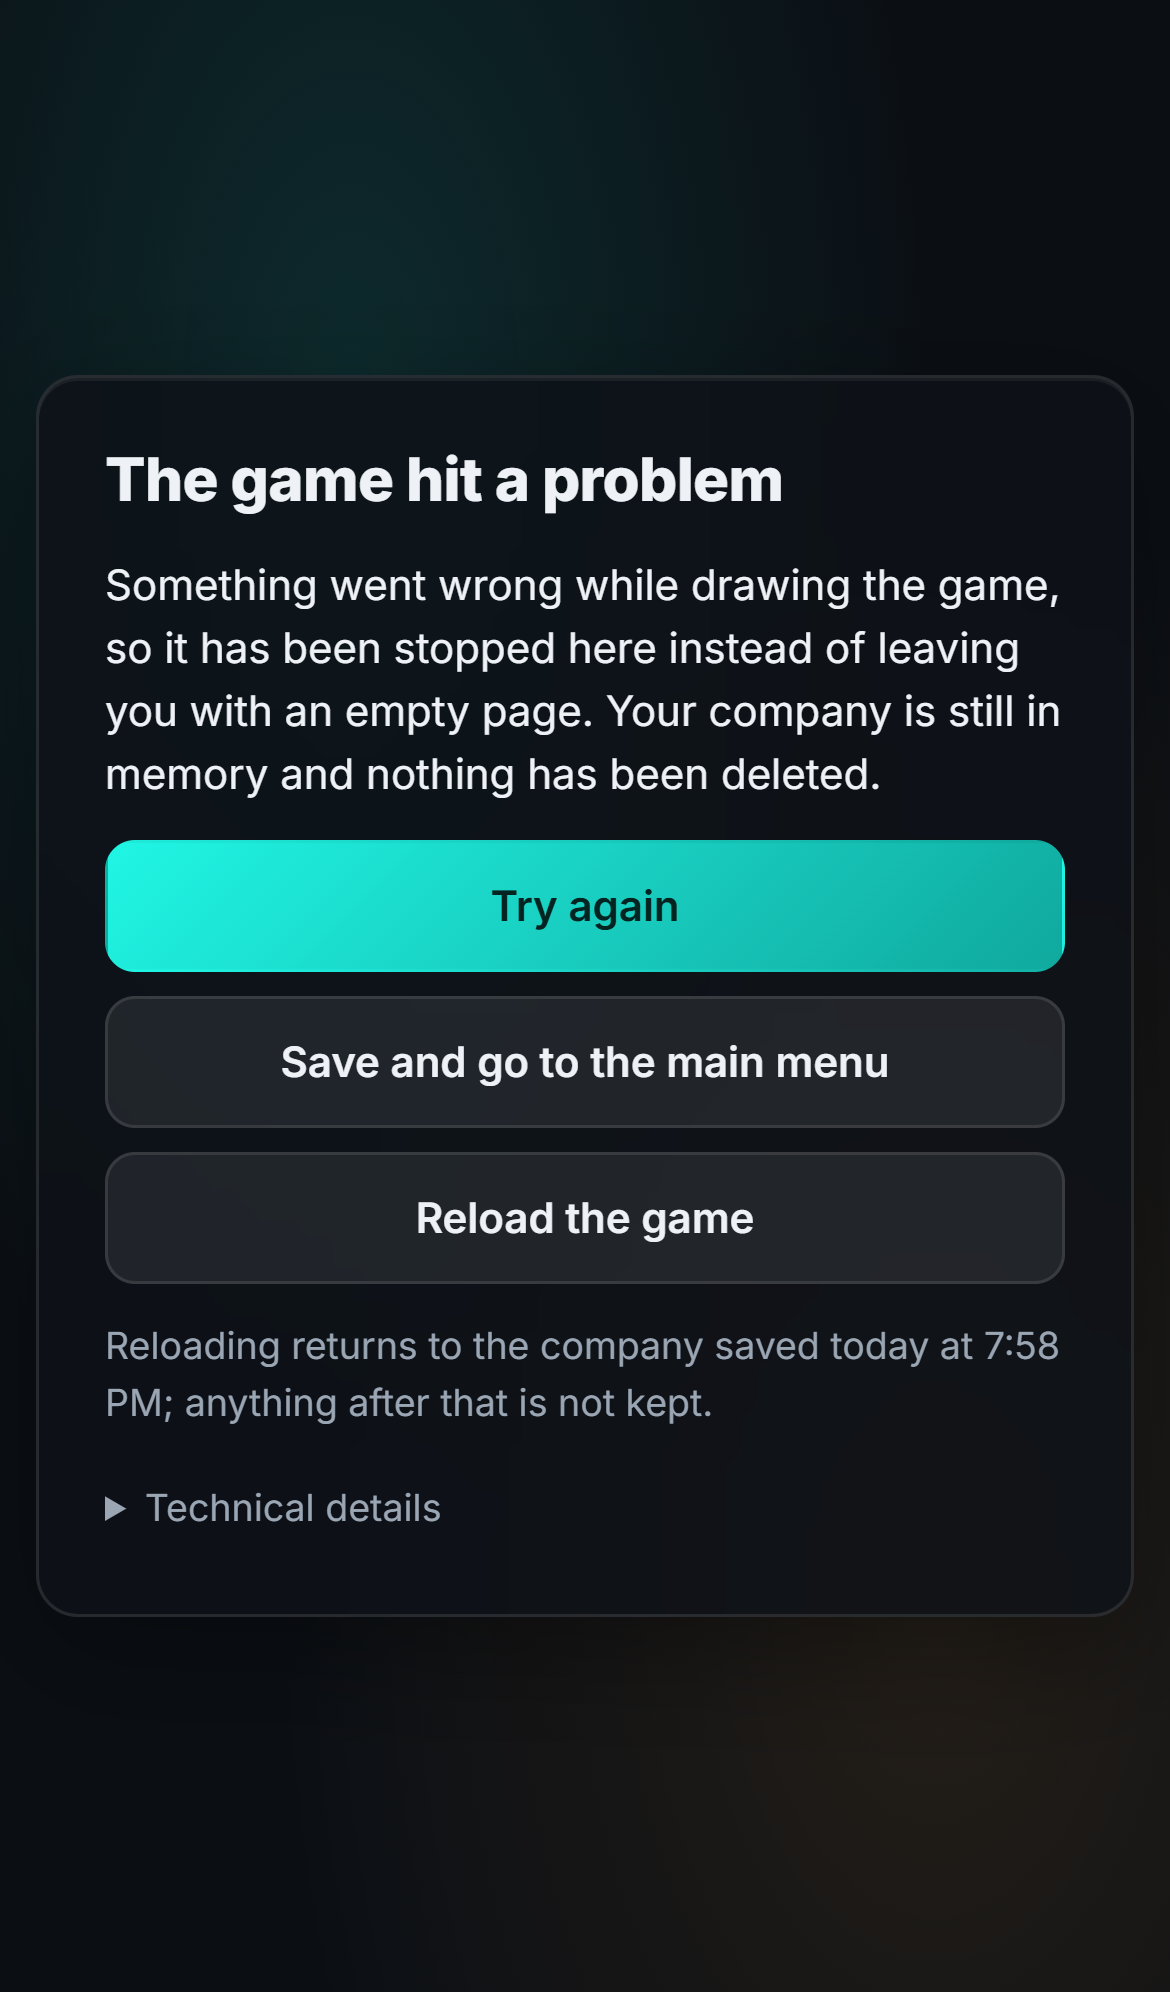 The game hit a problem
Something went wrong while drawing the game,
so it has been stopped here instead of leaving
you with an empty page. Your company is still in
memory and nothing has been deleted.
Try again
Save and go to the main menu
Reload the game
Reloading returns to the company saved today at 7:58
PM; anything after that is not kept.
Technical details